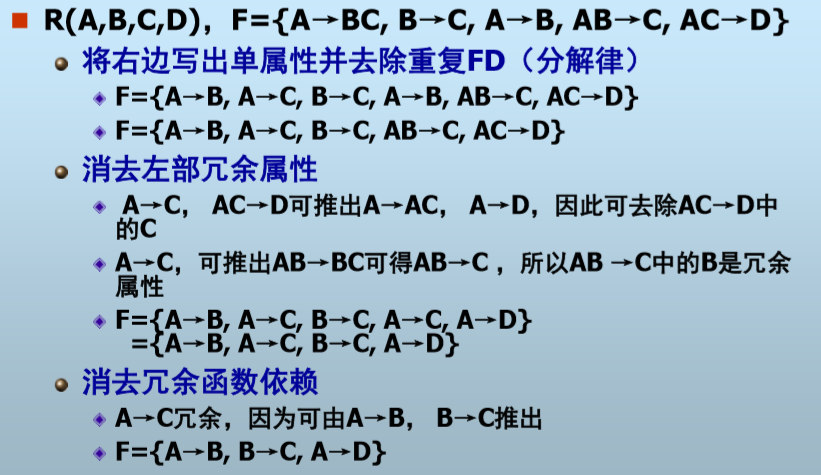 R(A,B,C,D)，F={A→BC, B→C, A→B, AB→C, AC→D}
将右边写出单属性并去除重复FD（分解律）
F={A→B, A→C, B→C, A→B, AB→C, AC→D}
F={A→B, A→C, B→C, AB→C, AC→D}
消去左部冗余属性
A→C， AC→D可推出A→AC， A→D，因此可去除AC→D中
的C
A→C，可推出AB→BC可得AB→C ，所以AB →C中的B是冗余
属性
F={A→B, A→C, B→C, A→C, A→D}
={A→B, A→C, B→C, A→D}
消去冗余函数依赖
A→C冗余，因为可由A→B， B→C推出
F={A→B, B→C, A→D}